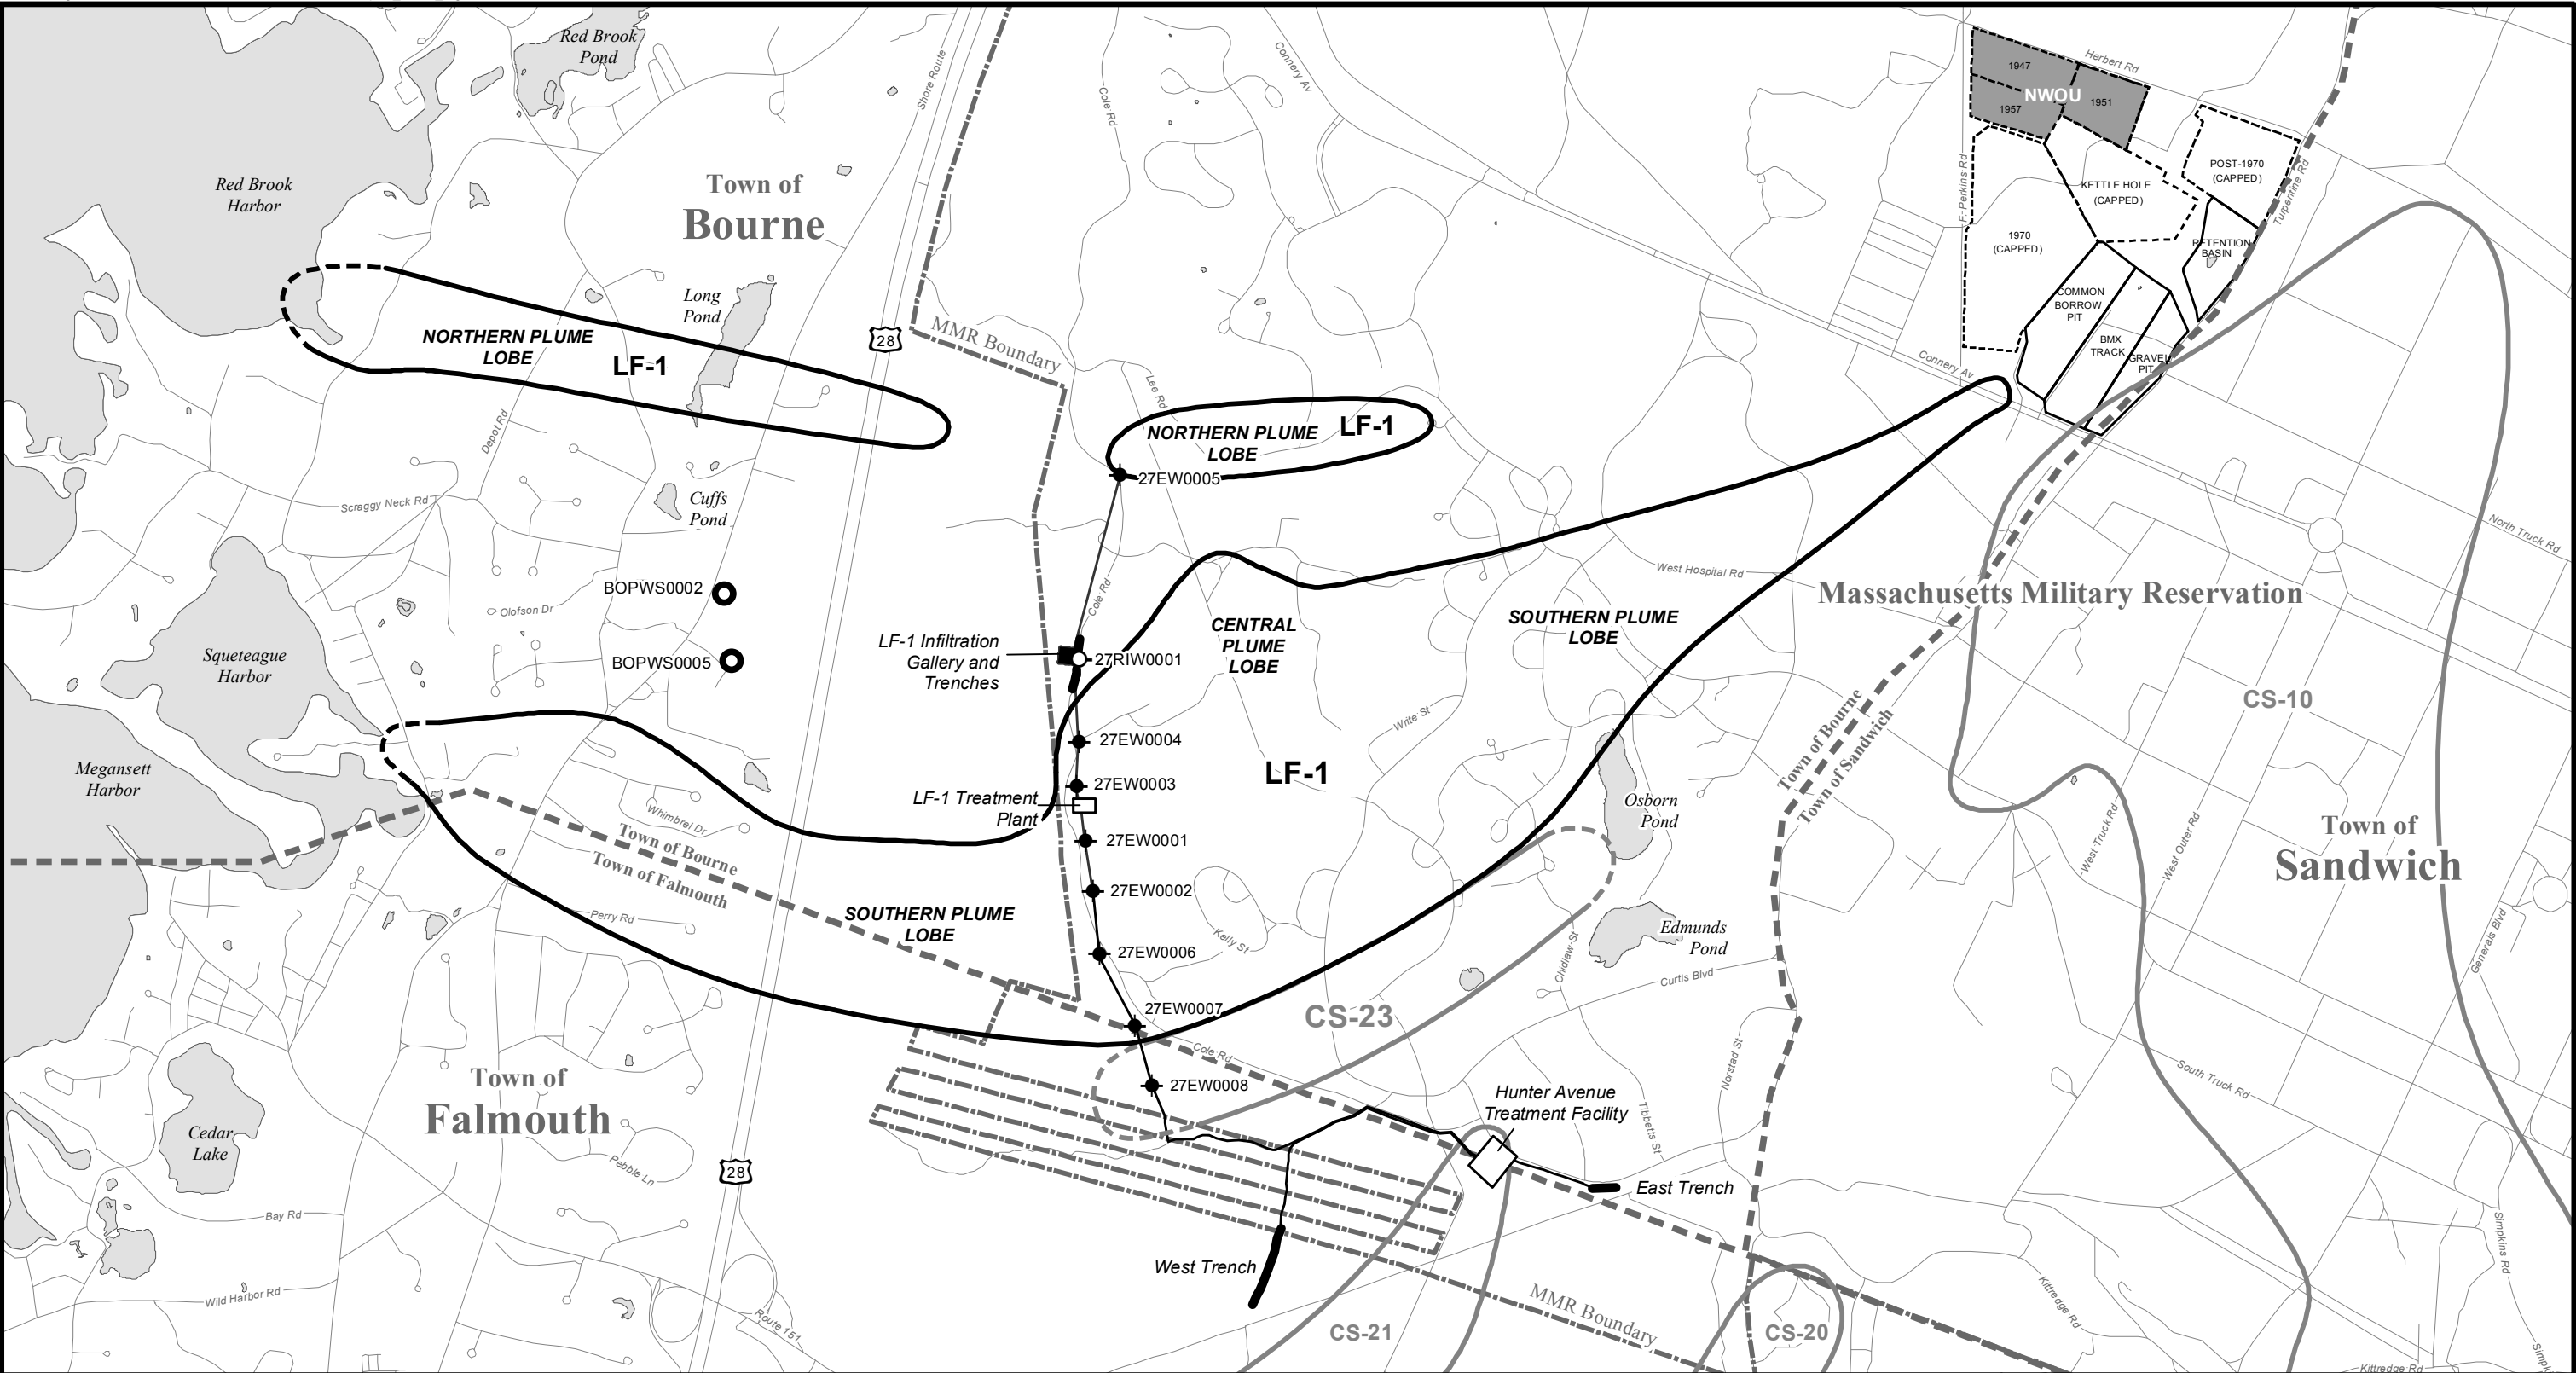 Red Brook
Pond
Shore Route
Cole Rd
Connery Av
Herbert Rd
1947
NWOU
1951
1957
F. Perkins Rd
POST-1970
(CAPPED)
Turpentine Rd
KETTLE HOLE
(CAPPED)
1970
(CAPPED)
RETENTION
BASIN
COMMON
BORROW
PIT
BMX
TRACK
GRAVEL
PIT
Connery Av
Red Brook
Harbor
Town of
Bourne
Long
Pond
28
MMR Boundary
NORTHERN PLUME
LOBE
LF-1
Lee Rd
NORTHERN PLUME
LOBE
LF-1
27EW0005
Depot Rd
Scraggy Neck Rd
Cuffs
Pond
North Truck Rd
BOPWS0002
Olofson Dr
BOPWS0005
Cole Rd
West Hospital Rd
Massachusetts Military Reservation
Squeteague
Harbor
LF-1 Infiltration
Gallery and
Trenches
27RIW0001
CENTRAL
PLUME
LOBE
SOUTHERN PLUME
LOBE
CS-10
Town of Bourne
Town of Sandwich
Write St
27EW0004
LF-1
Megansett
Harbor
27EW0003
LF-1 Treatment
Plant
Osborn
Pond
Whimbrel Dr
Town of Bourne
Town of Falmouth
27EW0001
West Truck Rd
West Outer Rd
Town of
Sandwich
27EW0002
Perry Rd
SOUTHERN PLUME
LOBE
Kelly St
27EW0006
Edmunds
Pond
Chidlaw St
Curtis Blvd
Generals Blvd
27EW0007
CS-23
Cole Rd
Norstad St
Town of
Falmouth
27EW0008
Hunter Avenue
Treatment Facility
Tibbetts St
South Truck Rd
Cedar
Lake
Pebble Ln
28
East Trench
Bay Rd
West Trench
Simpkins Rd
Wild Harbor Rd
Route 151
MMR Boundary
Kittredge Rd
CS-21
CS-20
Kittredge Rd